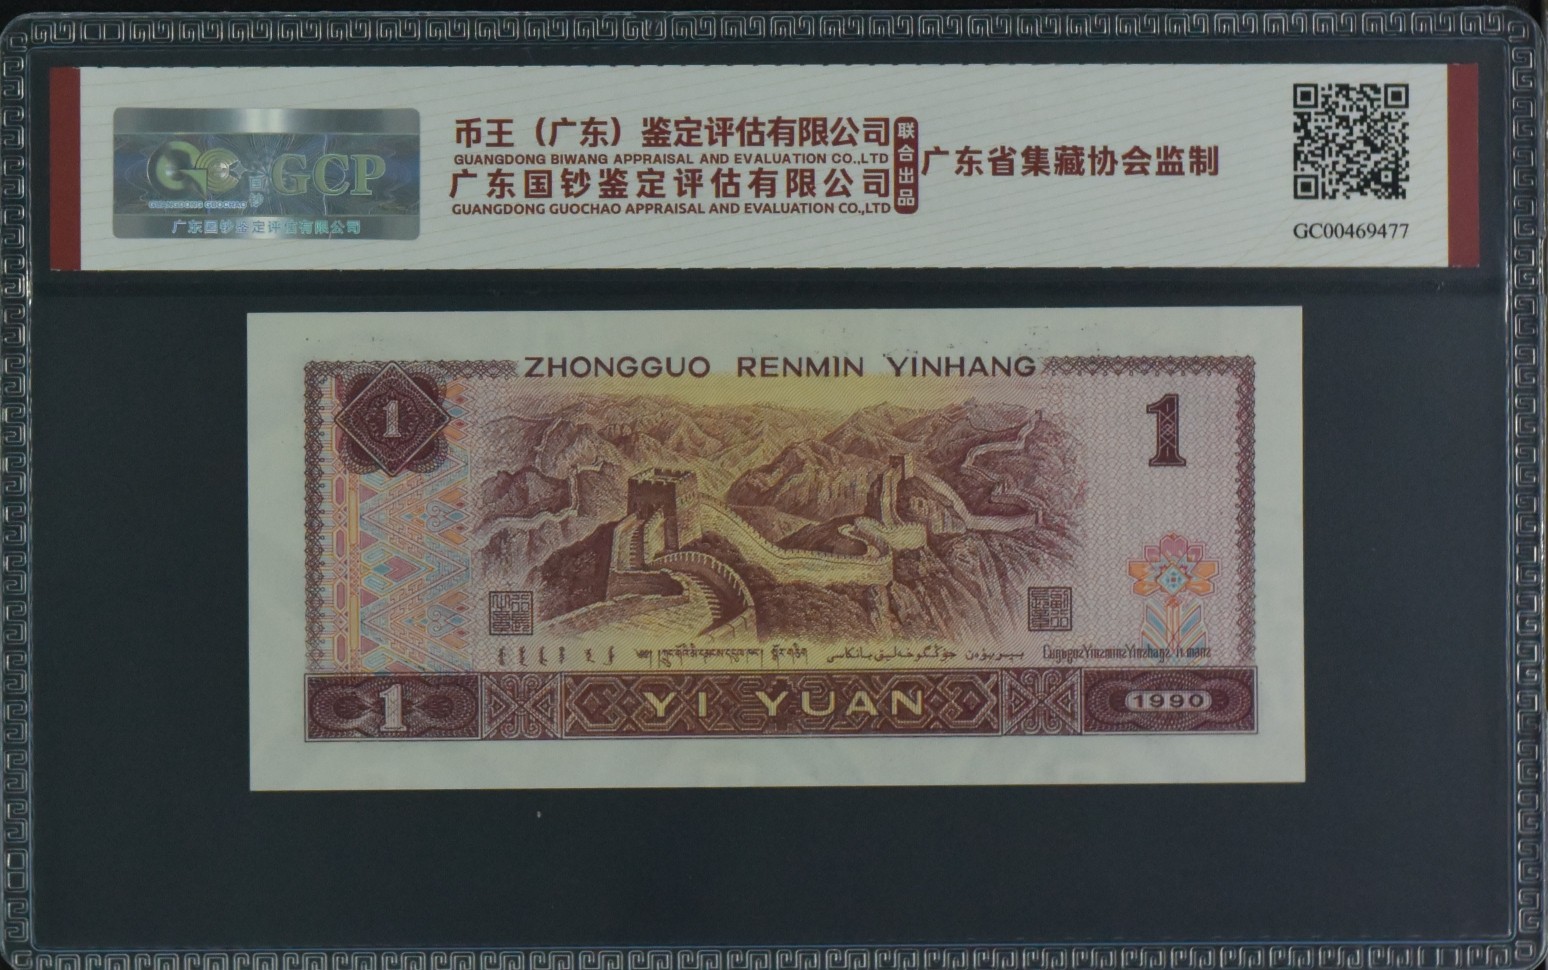 GCP
GUANGDONG GUOCHAO
广东国钞鉴定评估有限公司
币王（广东）鉴定评估有限公司
GUANGDONG BIWANG APPRAISAL AND EVALUATION CO.,LTD
广东国钞鉴定评估有限公司
GUANGDONG GUOCHAO APPRAISAL AND EVALUATION CO.,LTD
联合出品
广东省集藏协会监制
GC00469477
ZHONGGUO RENMIN YINHANG
1
1
1 YI YUAN 1990